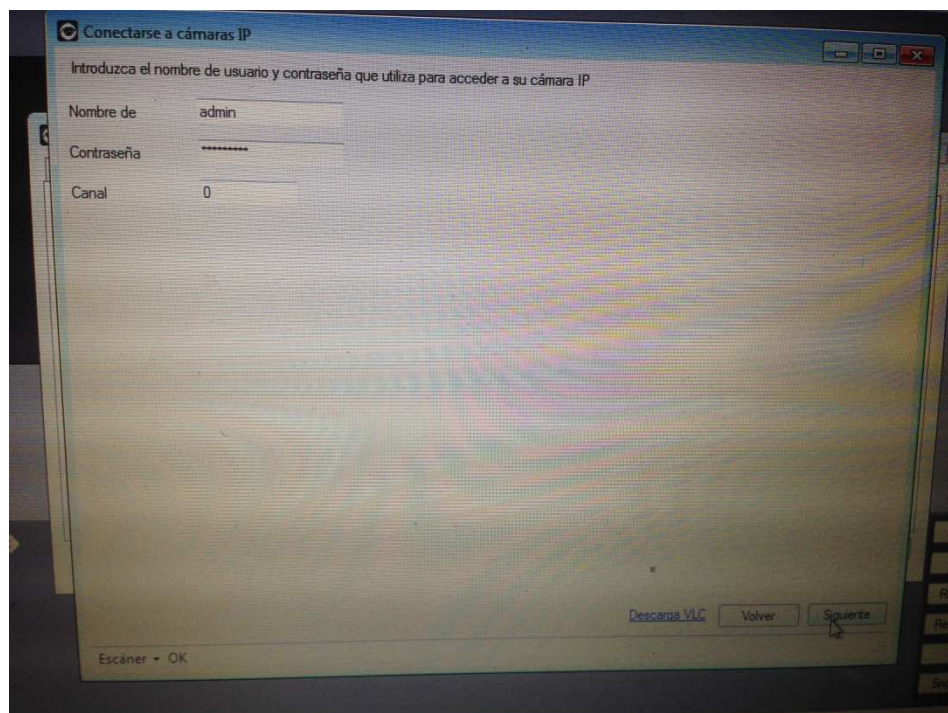 Conectarse a cámaras IP
Introduzca el nombre de usuario y contraseña que utiliza para acceder a su cámara IP
Nombre de admin
Contraseña *********
Canal 0
Descarga VLC Volver Siguiente
Escáner OK